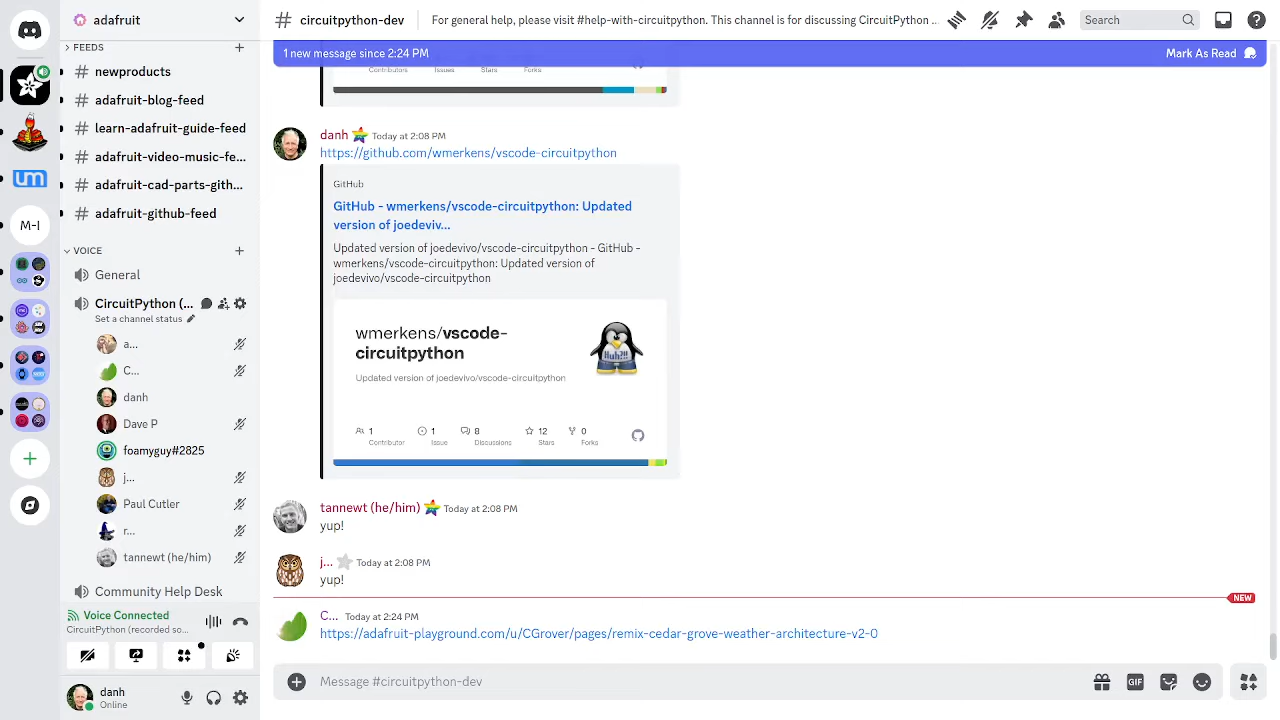 adafruit
# circuitpython-dev
For general help, please visit #help-with-circuitpython. This channel is for discussing CircuitPython ...
Search
FEEDS
# newproducts
# adafruit-blog-feed
# learn-adafruit-guide-feed
# adafruit-video-music-fe...
# adafruit-cad-parts-gith...
# adafruit-github-feed
VOICE
General
CircuitPython (...
Set a channel status
a...
C...
danh
Dave P
foamyguy#2825
j...
Paul Cutler
r...
tannewt (he/him)
Community Help Desk
Voice Connected
CircuitPython (recorded so...
danh
Online
um
M-I
1 new message since 2:24 PM
Mark As Read
Contributors Issues Stars Forks
danh Today at 2:08 PM
https://github.com/wmerkens/vscode-circuitpython
GitHub
GitHub - wmerkens/vscode-circuitpython: Updated
version of joedeviv...
Updated version of joedevivo/vscode-circuitpython - GitHub -
wmerkens/vscode-circuitpython: Updated version of
joedevivo/vscode-circuitpython
wmerkens/vscode-
circuitpython
Huh?!!
Updated version of joedevivo/vscode-circuitpython
1 1 8 12 0
Contributor Issue Discussions Stars Forks
tannewt (he/him) Today at 2:08 PM
yup!
j... Today at 2:08 PM
yup!
NEW
C... Today at 2:24 PM
https://adafruit-playground.com/u/CGrover/pages/remix-cedar-grove-weather-architecture-v2-0
Message #circuitpython-dev
GIF